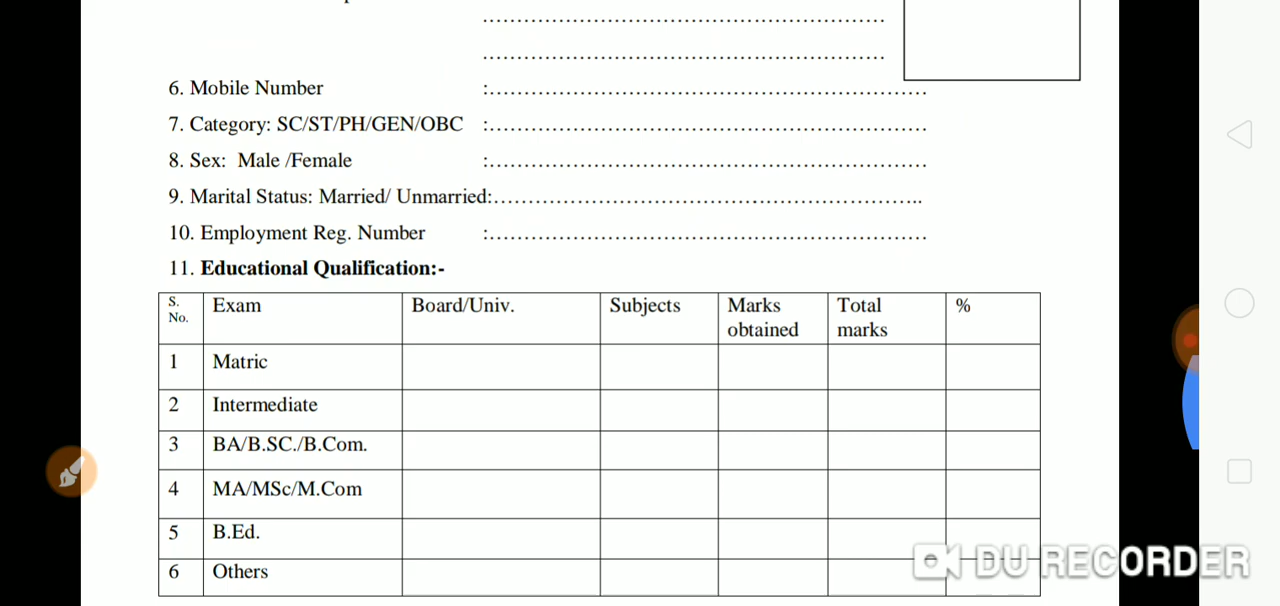 6. Mobile Number :……………………………………………………
7. Category: SC/ST/PH/GEN/OBC :……………………………………………………
8. Sex: Male /Female :……………………………………………………
9. Marital Status: Married/ Unmarried:……………………………………………………..
10. Employment Reg. Number :……………………………………………………
11. Educational Qualification:-
S. No. Exam Board/Univ. Subjects Marks obtained Total marks %
1 Matric
2 Intermediate
3 BA/B.SC./B.Com.
4 MA/MSc/M.Com
5 B.Ed.
6 Others
DU RECORDER